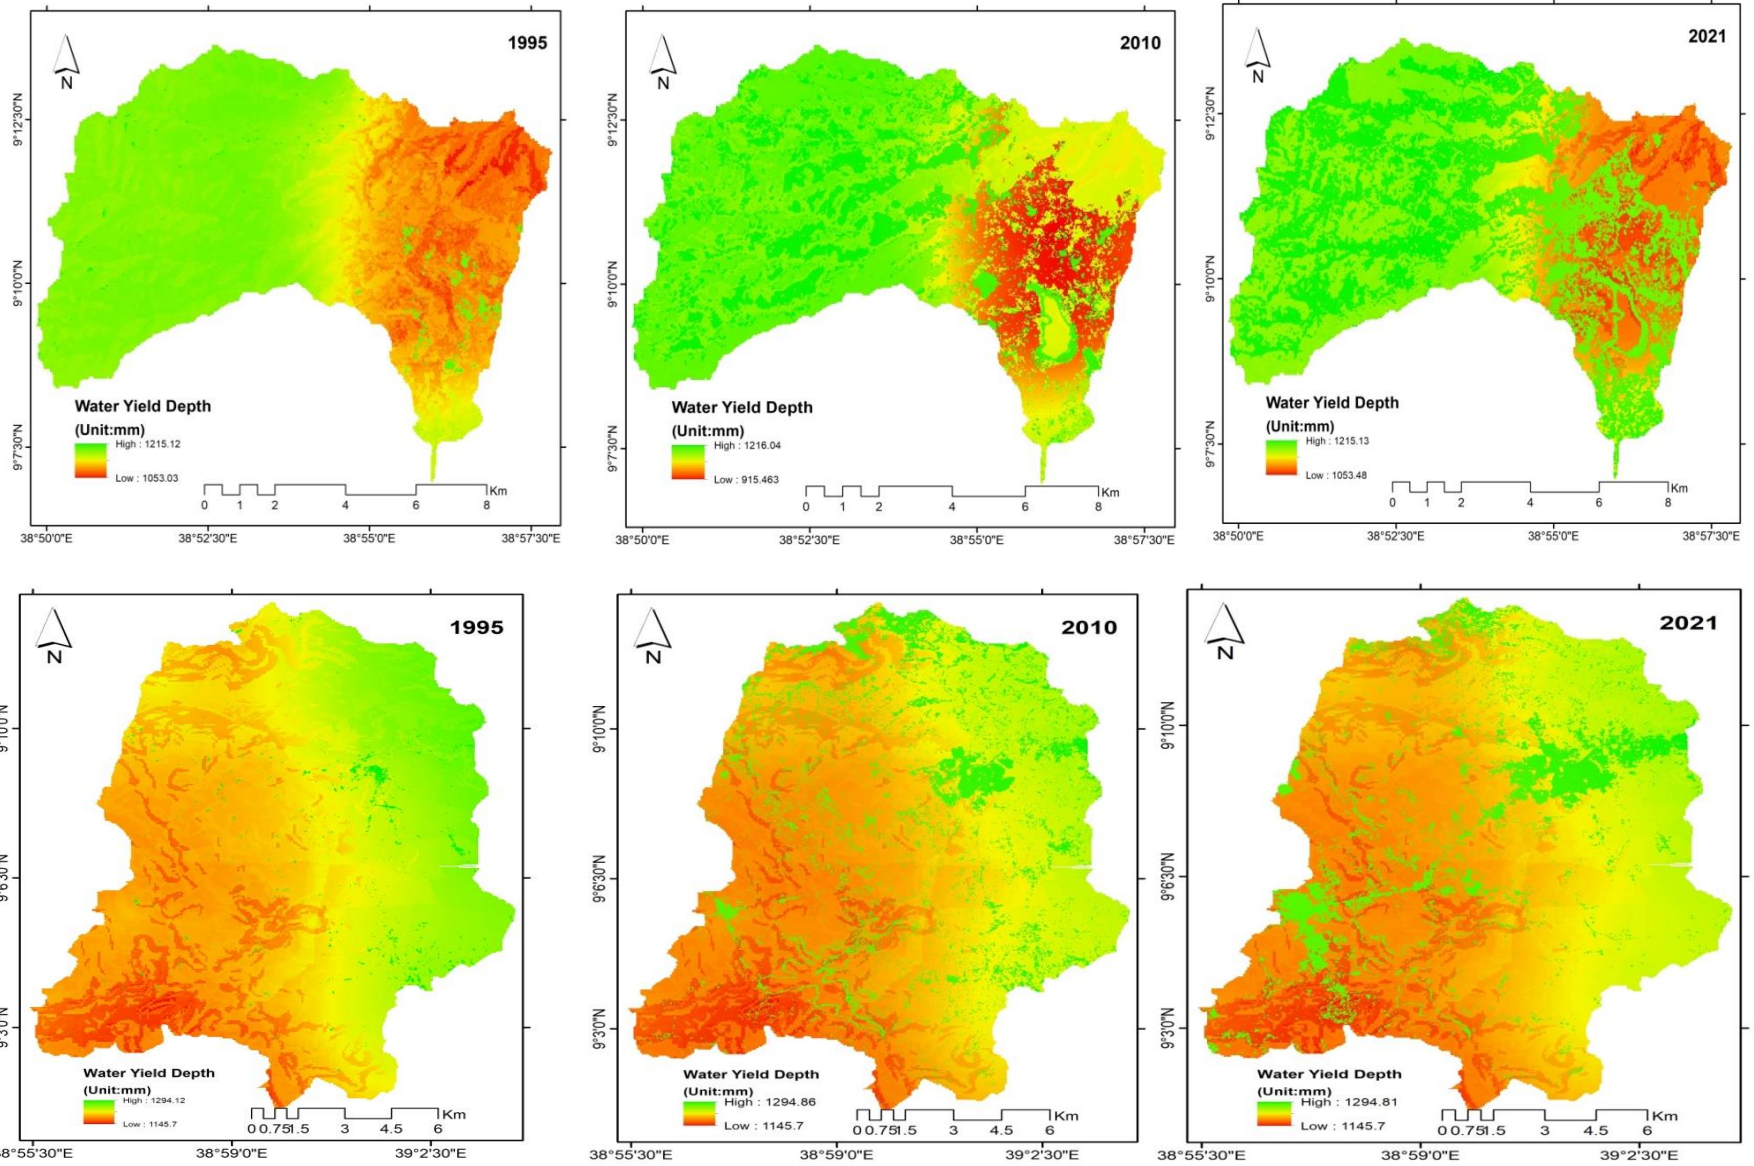 1995
N
9°12'30"N
9°10'0"N
9°7'30"N
Water Yield Depth
(Unit:mm)
High : 1215.12
Low : 1053.03
Km
0 1 2 4 6 8
38°50'0"E 38°52'30"E 38°55'0"E 38°57'30"E
2010
N
9°12'30"N
9°10'0"N
9°7'30"N
Water Yield Depth
(Unit:mm)
High : 1216.04
Low : 915.463
Km
0 1 2 4 6 8
38°50'0"E 38°52'30"E 38°55'0"E 38°57'30"E
2021
N
9°12'30"N
9°10'0"N
9°7'30"N
Water Yield Depth
(Unit:mm)
High : 1215.13
Low : 1053.48
Km
0 1 2 4 6 8
38°50'0"E 38°52'30"E 38°55'0"E 38°57'30"E
1995
N
9°10'0"N
9°6'30"N
9°3'0"N
Water Yield Depth
(Unit:mm)
High : 1294.12
Low : 1145.7
Km
0 0.75 1.5 3 4.5 6
8°55'30"E 38°59'0"E 39°2'30"E
2010
N
9°10'0"N
9°6'30"N
9°3'0"N
Water Yield Depth
(Unit:mm)
High : 1294.86
Low : 1145.7
Km
0 0.75 1.5 3 4.5 6
38°55'30"E 38°59'0"E 39°2'30"E
2021
N
9°10'0"N
9°6'30"N
9°3'0"N
Water Yield Depth
(Unit:mm)
High : 1294.81
Low : 1145.7
Km
0 0.75 1.5 3 4.5 6
38°55'30"E 38°59'0"E 39°2'30"E